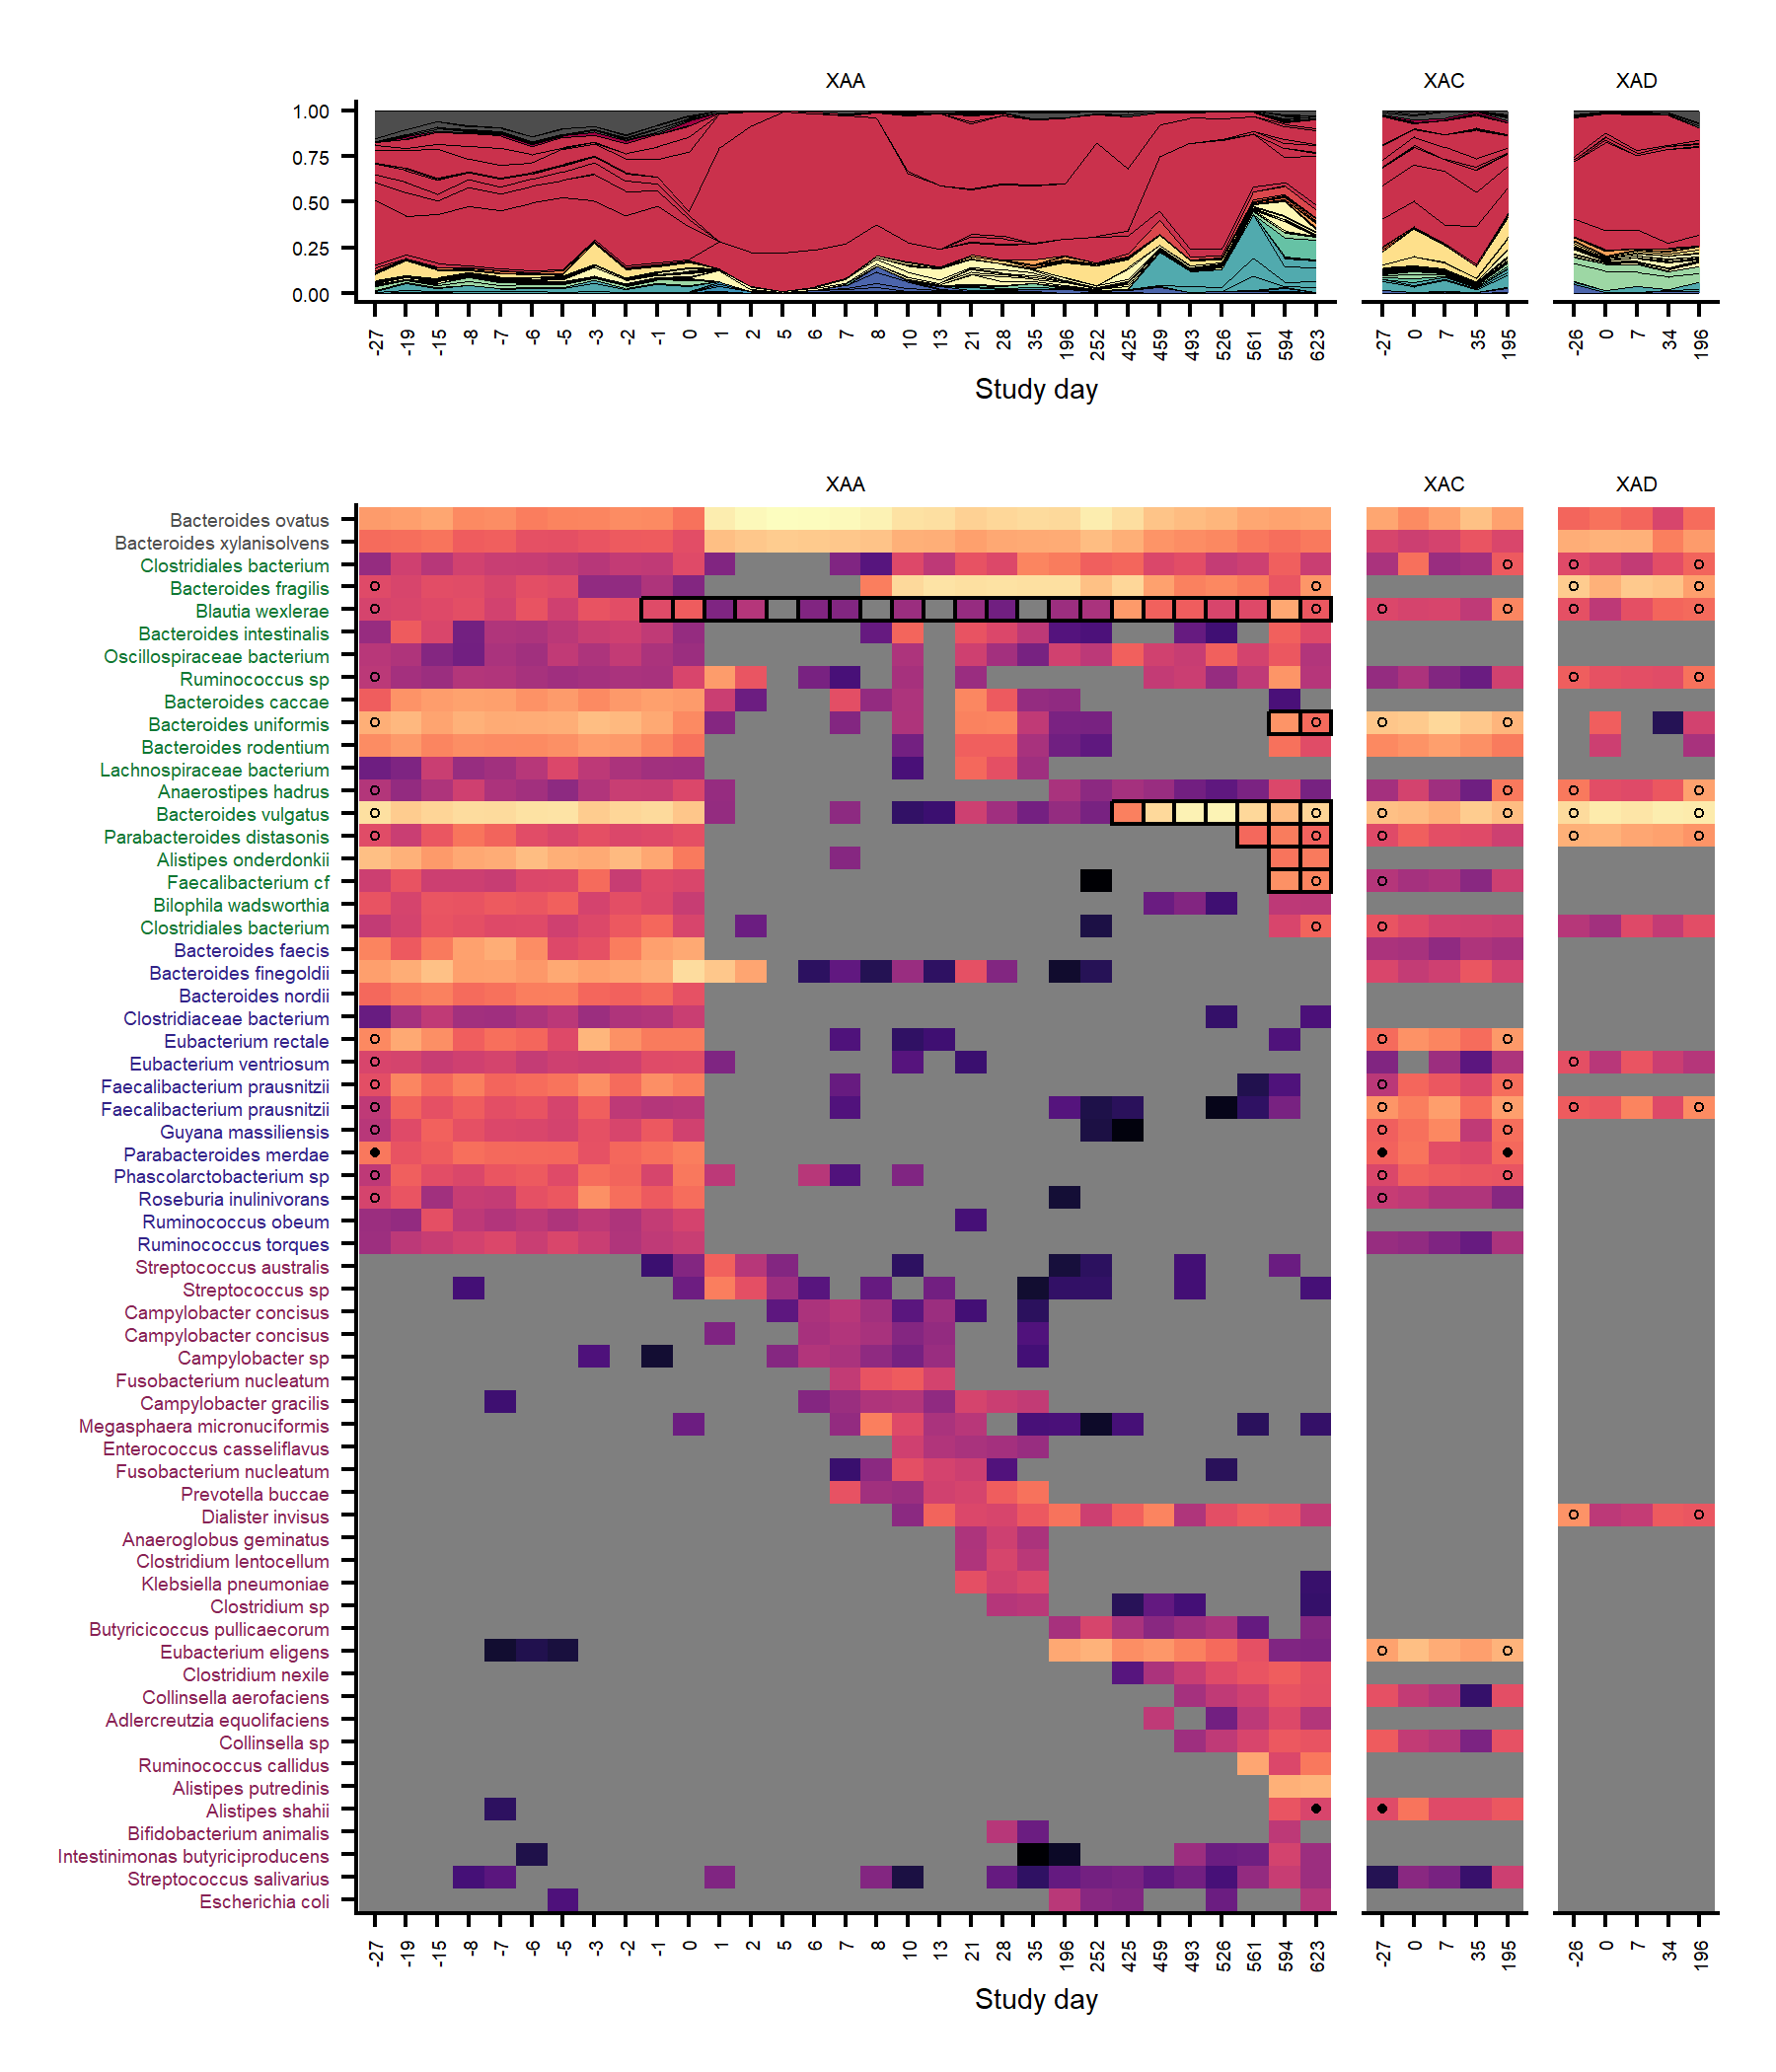 XAA XAC XAD
1.00
0.75
0.50
0.25
0.00
-27 -19 -15 -8 -7 -6 -5 -3 -2 -1 0 1 2 5 6 7 8 10 13 21 28 35 196 252 425 459 493 526 561 594 623 -27 0 7 35 195 -26 0 7 34 196
Study day
XAA XAC XAD
Bacteroides ovatus
Bacteroides xylanisolvens
Clostridiales bacterium
Bacteroides fragilis
Blautia wexlerae
Bacteroides intestinalis
Oscillospiraceae bacterium
Ruminococcus sp
Bacteroides caccae
Bacteroides uniformis
Bacteroides rodentium
Lachnospiraceae bacterium
Anaerostipes hadrus
Bacteroides vulgatus
Parabacteroides distasonis
Alistipes onderdonkii
Faecalibacterium cf
Bilophila wadsworthia
Clostridiales bacterium
Bacteroides faecis
Bacteroides finegoldii
Bacteroides nordii
Clostridiaceae bacterium
Eubacterium rectale
Eubacterium ventriosum
Faecalibacterium prausnitzii
Faecalibacterium prausnitzii
Guyana massiliensis
Parabacteroides merdae
Phascolarctobacterium sp
Roseburia inulinivorans
Ruminococcus obeum
Ruminococcus torques
Streptococcus australis
Streptococcus sp
Campylobacter concisus
Campylobacter concisus
Campylobacter sp
Fusobacterium nucleatum
Campylobacter gracilis
Megasphaera micronuciformis
Enterococcus casseliflavus
Fusobacterium nucleatum
Prevotella buccae
Dialister invisus
Anaeroglobus geminatus
Clostridium lentocellum
Klebsiella pneumoniae
Clostridium sp
Butyricicoccus pullicaecorum
Eubacterium eligens
Clostridium nexile
Collinsella aerofaciens
Adlercreutzia equolifaciens
Collinsella sp
Ruminococcus callidus
Alistipes putredinis
Alistipes shahii
Bifidobacterium animalis
Intestinimonas butyriciproducens
Streptococcus salivarius
Escherichia coli
-27 -19 -15 -8 -7 -6 -5 -3 -2 -1 0 1 2 5 6 7 8 10 13 21 28 35 196 252 425 459 493 526 561 594 623 -27 0 7 35 195 -26 0 7 34 196
Study day